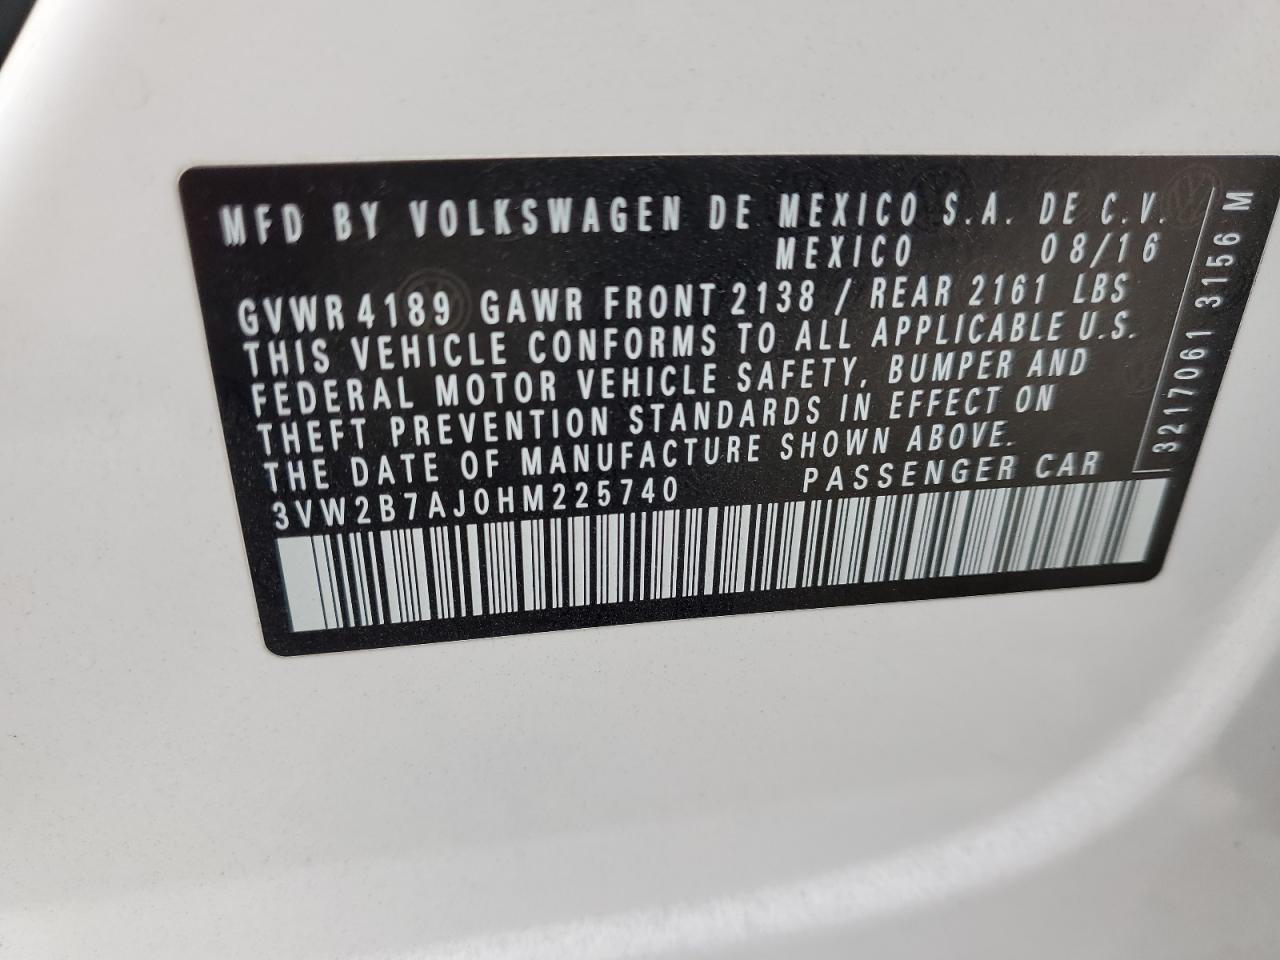 MFD BY VOLKSWAGEN DE MEXICO S.A. DE C.V.
MEXICO 08/16
GVWR 4189 GAWR FRONT 2138 / REAR 2161 LBS
THIS VEHICLE CONFORMS TO ALL APPLICABLE U.S.
FEDERAL MOTOR VEHICLE SAFETY, BUMPER AND
THEFT PREVENTION STANDARDS IN EFFECT ON
THE DATE OF MANUFACTURE SHOWN ABOVE.
3VW2B7AJ0HM225740 PASSENGER CAR
3217061 3156 M